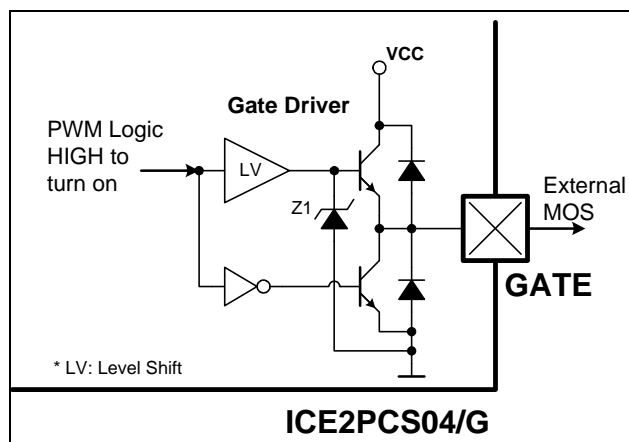 VCC
Gate Driver
PWM Logic
HIGH to
turn on
LV
Z1
External
MOS
GATE
* LV: Level Shift
ICE2PCS04/G